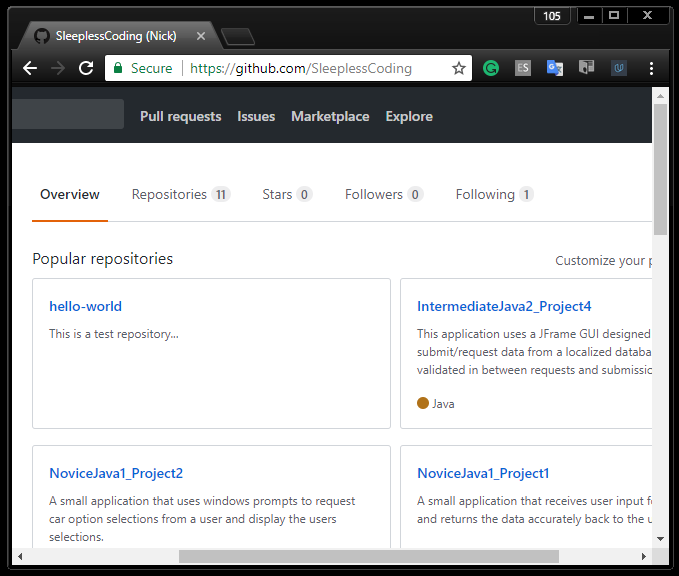 105
SleeplessCoding (Nick)
Secure https://github.com/SleeplessCoding
G ES
Pull requests Issues Marketplace Explore
Overview Repositories 11 Stars 0 Followers 0 Following 1
Popular repositories
Customize your p
hello-world
This is a test repository...
IntermediateJava2_Project4
This application uses a JFrame GUI designed
submit/request data from a localized databa
validated in between requests and submissio
Java
NoviceJava1_Project2
A small application that uses windows prompts to request
car option selections from a user and display the users
selections.
NoviceJava1_Project1
A small application that receives user input f
and returns the data accurately back to the u